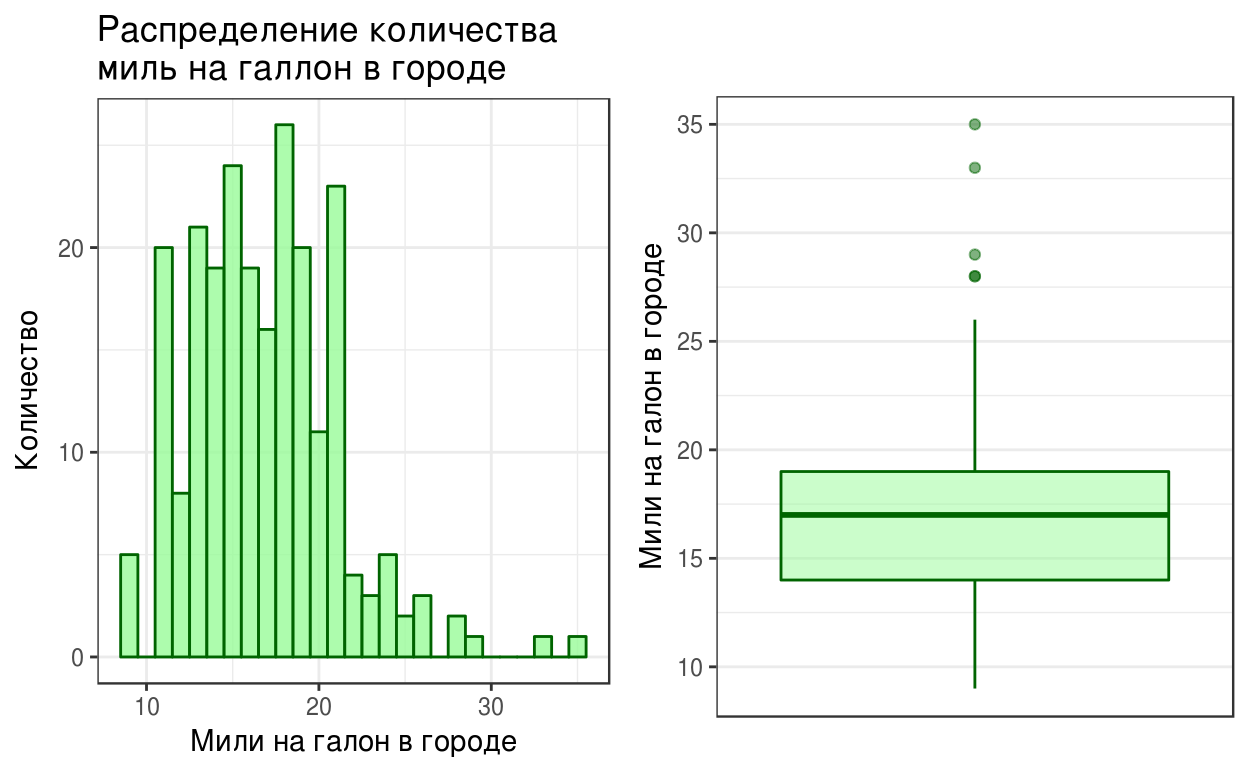 Распределение количества
миль на галлон в городе
Количество
20
10
0
10
20
30
Мили на галон в городе
Мили на галон в городе
35
30
25
20
15
10